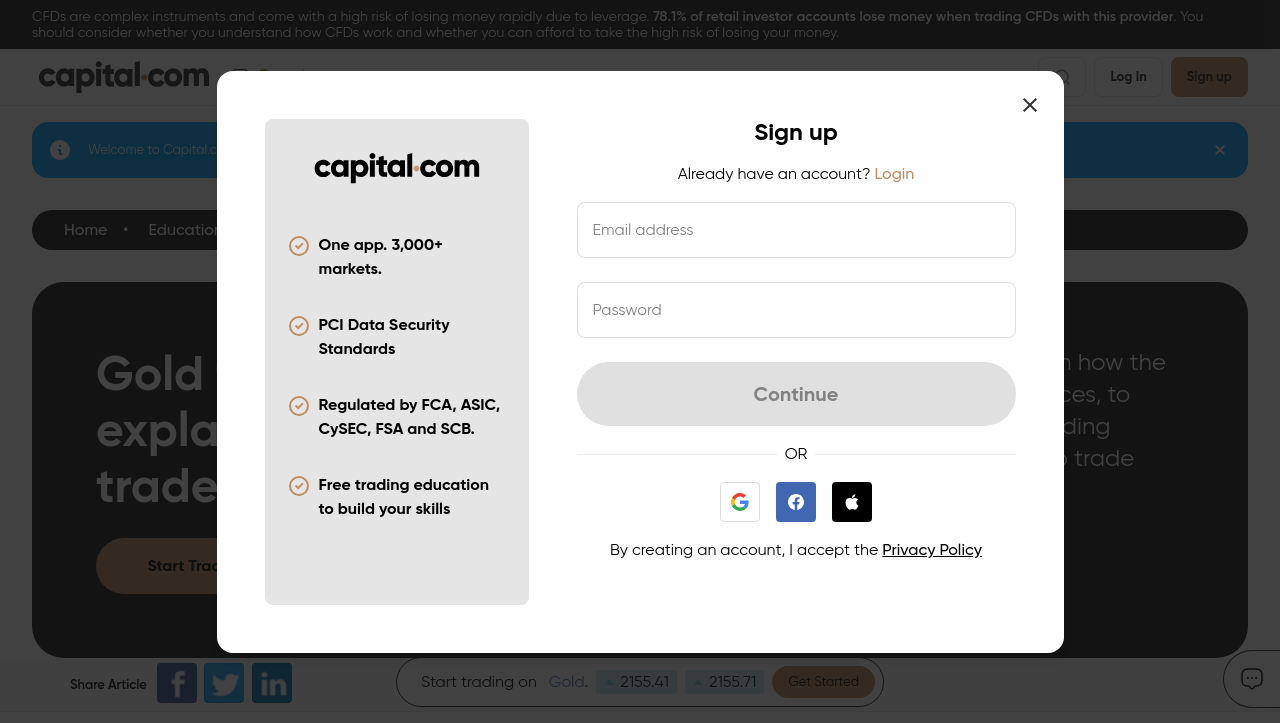 CFDs are complex instruments and come with a high risk of losing money rapidly due to leverage. 78.1% of retail investor accounts lose money when trading CFDs with this provider. You
should consider whether you understand how CFDs work and whether you can afford to take the high risk of losing your money.
capital.com
Log In
Sign up
Welcome to Capital.c
Home • Education
Gold
expla
trade
n how the
ces, to
ding
o trade
Start Trad
capital.com
One app. 3,000+
markets.
PCI Data Security
Standards
Regulated by FCA, ASIC,
CySEC, FSA and SCB.
Free trading education
to build your skills
Sign up
Already have an account? Login
Email address
Password
Continue
OR
By creating an account, I accept the Privacy Policy
Share Article
Start trading on Gold. 2155.41 2155.71 Get Started